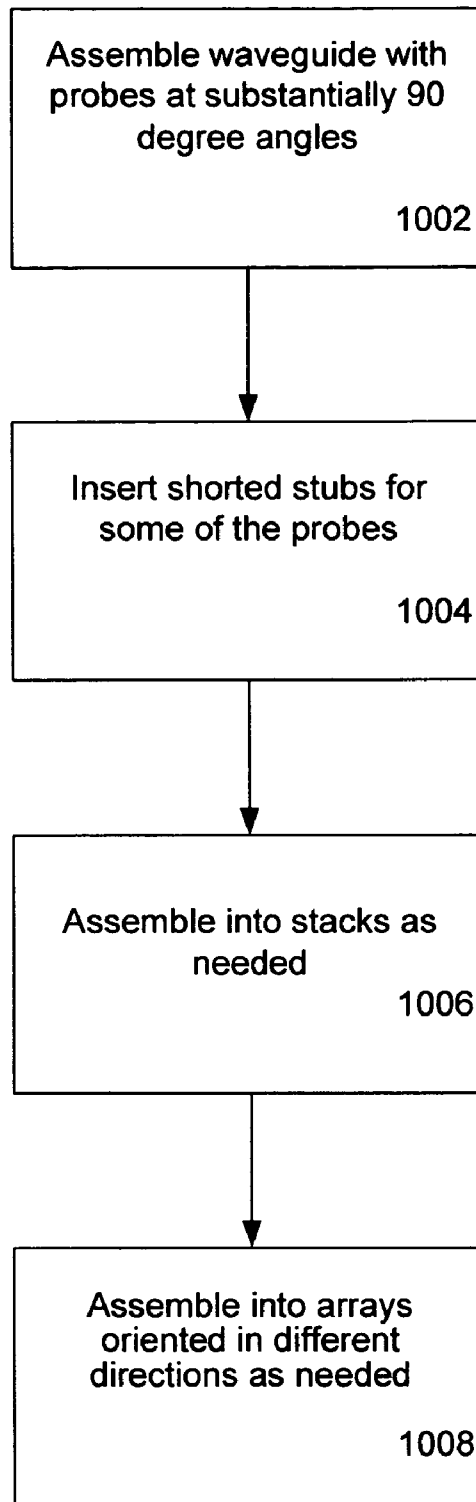 Assemble waveguide with
probes at substantially 90
degree angles
1002
Insert shorted stubs for
some of the probes
1004
Assemble into stacks as
needed
1006
Assemble into arrays
oriented in different
directions as needed
1008